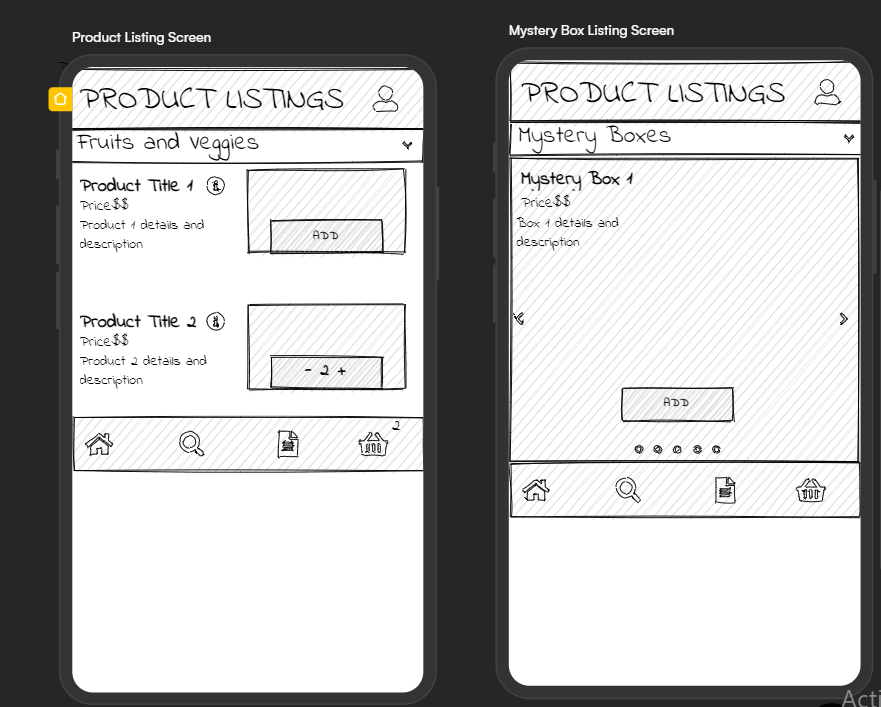 Product Listing Screen
PRODUCT LISTINGS
Fruits and veggies
Product Title 1
Price$$
Product 1 details and
description
ADD
Product Title 2
Price$$
Product 2 details and
description
- 2 +
2
Mystery Box Listing Screen
PRODUCT LISTINGS
Mystery Boxes
Mystery Box 1
Price$$
Box 1 details and
description
ADD
Acti